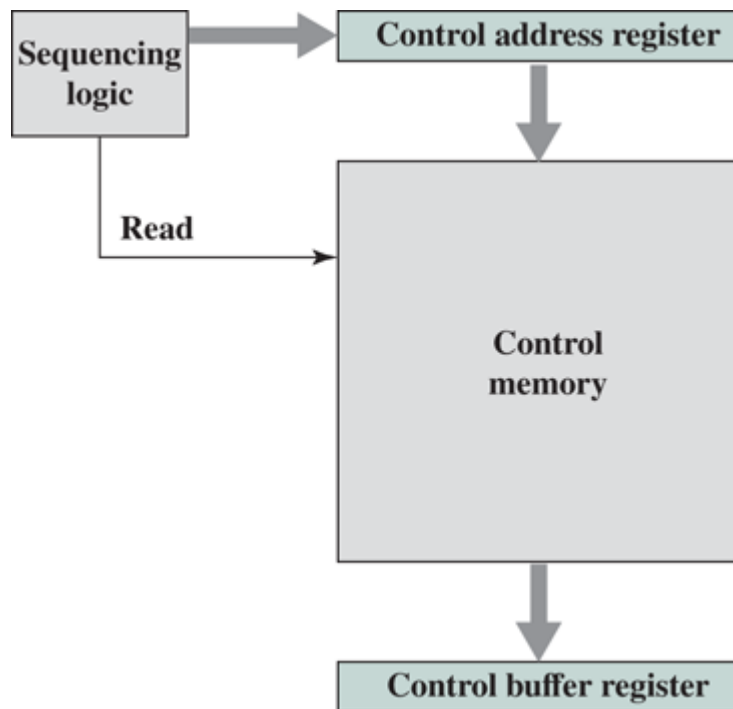 Sequencing
logic
Control address register
Read
Control
memory
Control buffer register